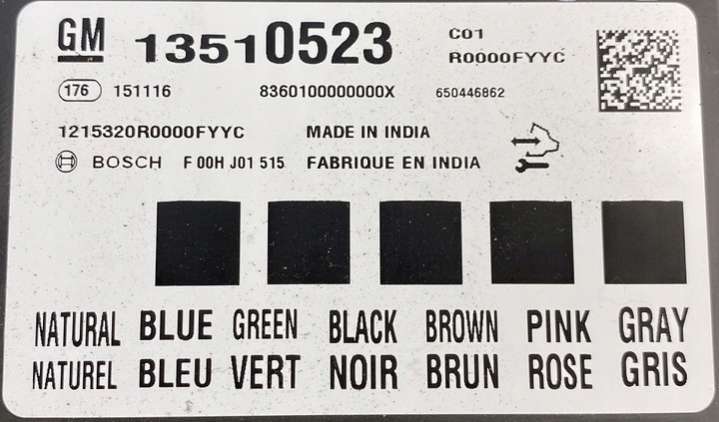 GM 13510523 C01
R0000FYYC
176 151116 8360100000000X 650446862
1215320R0000FYYC MADE IN INDIA
BOSCH F 00H J01 515 FABRIQUE EN INDIA
NATURAL BLUE GREEN BLACK BROWN PINK GRAY
NATUREL BLEU VERT NOIR BRUN ROSE GRIS